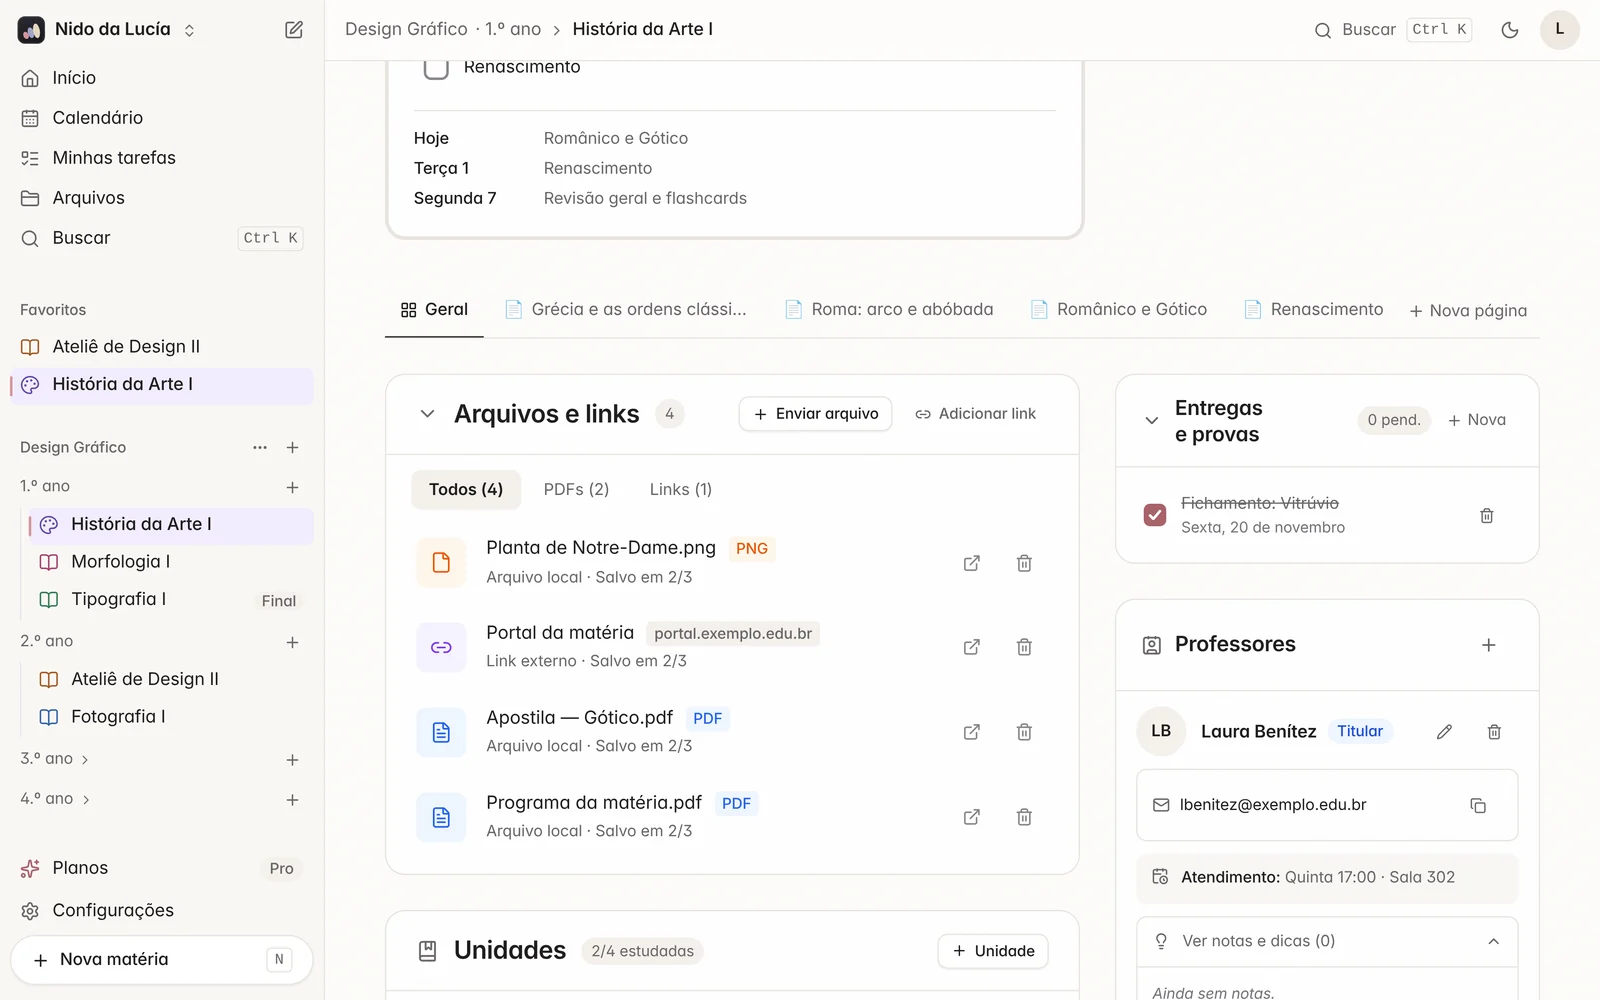 Nido da Lucía
Início
Calendário
Minhas tarefas
Arquivos
Buscar Ctrl K
Favoritos
Ateliê de Design II
História da Arte I
Design Gráfico
1.º ano
História da Arte I
Morfologia I
Tipografia I Final
2.º ano
Ateliê de Design II
Fotografia I
3.º ano
4.º ano
Planos Pro
Configurações
Nova matéria N
Design Gráfico · 1.º ano › História da Arte I
Buscar Ctrl K
L
Renascimento
Hoje Românico e Gótico
Terça 1 Renascimento
Segunda 7 Revisão geral e flashcards
Geral Grécia e as ordens clássi... Roma: arco e abóbada Românico e Gótico Renascimento + Nova página
Arquivos e links 4 + Enviar arquivo Adicionar link
Todos (4) PDFs (2) Links (1)
Planta de Notre-Dame.png PNG
Arquivo local · Salvo em 2/3
Portal da matéria portal.exemplo.edu.br
Link externo · Salvo em 2/3
Apostila — Gótico.pdf PDF
Arquivo local · Salvo em 2/3
Programa da matéria.pdf PDF
Arquivo local · Salvo em 2/3
Unidades 2/4 estudadas + Unidade
Entregas
e provas
0 pend. + Nova
Fichamento: Vitrúvio
Sexta, 20 de novembro
Professores
LB Laura Benítez Titular
lbenitez@exemplo.edu.br
Atendimento: Quinta 17:00 · Sala 302
Ver notas e dicas (0)
Ainda sem notas.